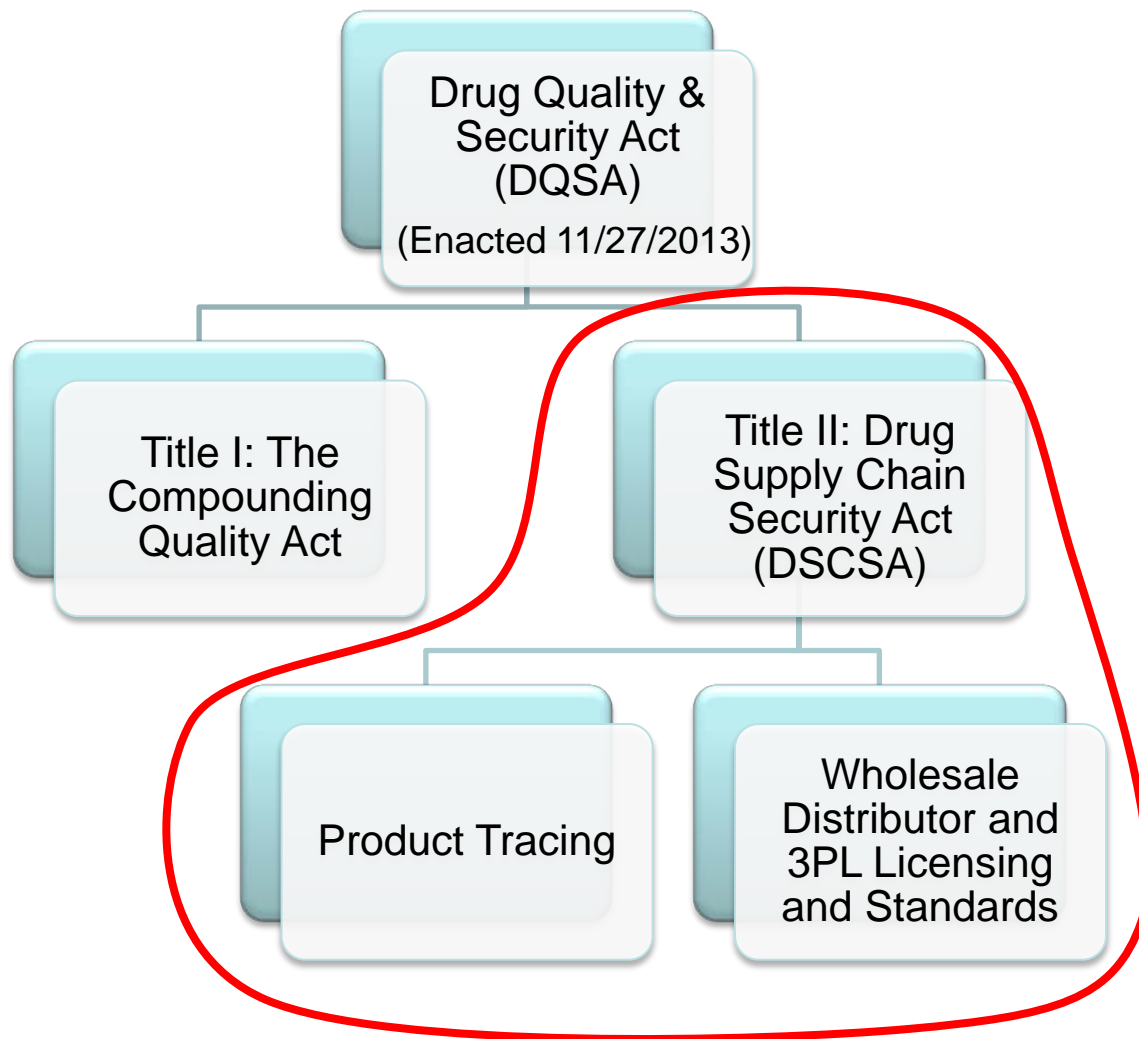 Drug Quality &
Security Act
(DQSA)
(Enacted 11/27/2013)
Title I: The
Compounding
Quality Act
Title II: Drug
Supply Chain
Security Act
(DSCSA)
Product Tracing
Wholesale
Distributor and
3PL Licensing
and Standards